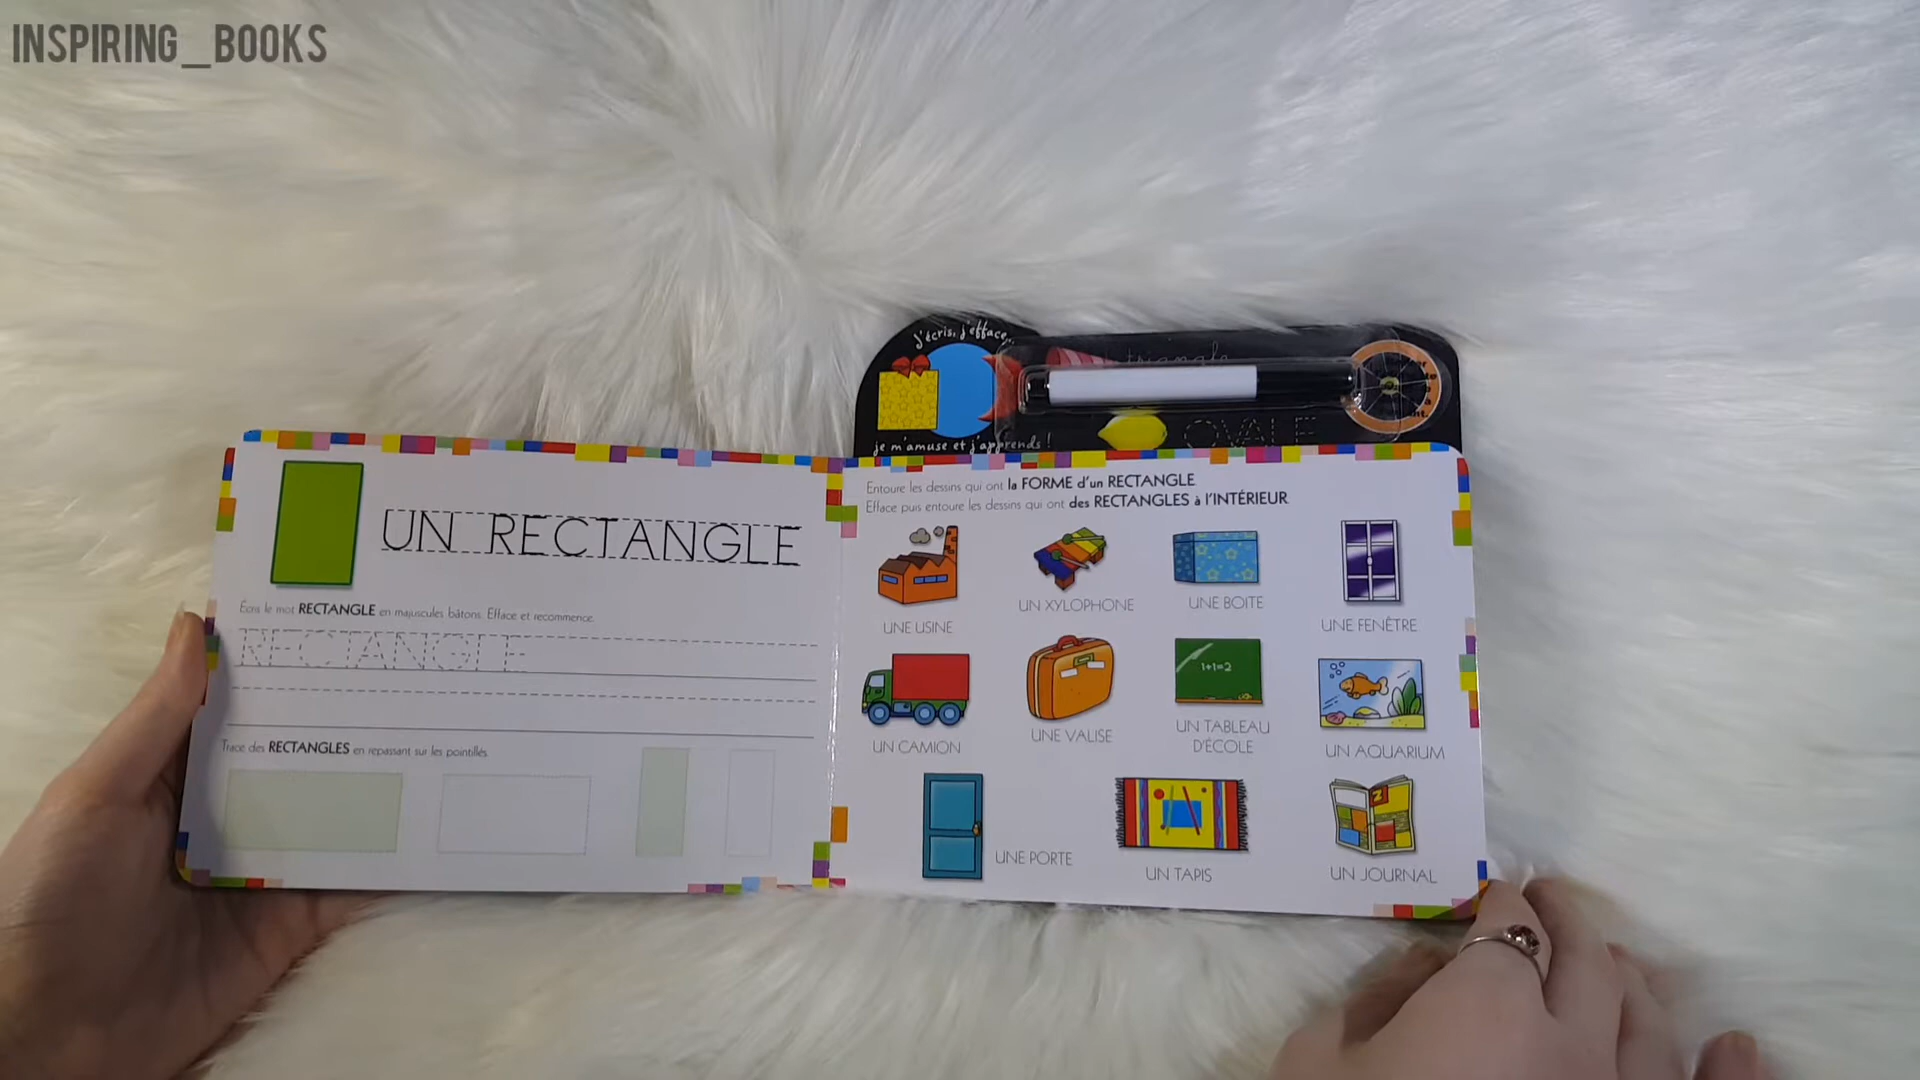 INSPIRING_BOOKS
j'écris, j'efface,
triangle
je m'amuse et j'apprends !
OVALE
UN RECTANGLE
Écris le mot RECTANGLE en majuscules bâtons. Efface et recommence.
RECTANGLE
Trace des RECTANGLES en repassant sur les pointillés.
Entoure les dessins qui ont la FORME d'un RECTANGLE
Efface puis entoure les dessins qui ont des RECTANGLES à l'INTÉRIEUR
UNE USINE
UN XYLOPHONE
UNE BOITE
UNE FENÊTRE
1+1=2
UN CAMION
UNE VALISE
UN TABLEAU
D'ÉCOLE
UN AQUARIUM
2
UNE PORTE
UN TAPIS
UN JOURNAL